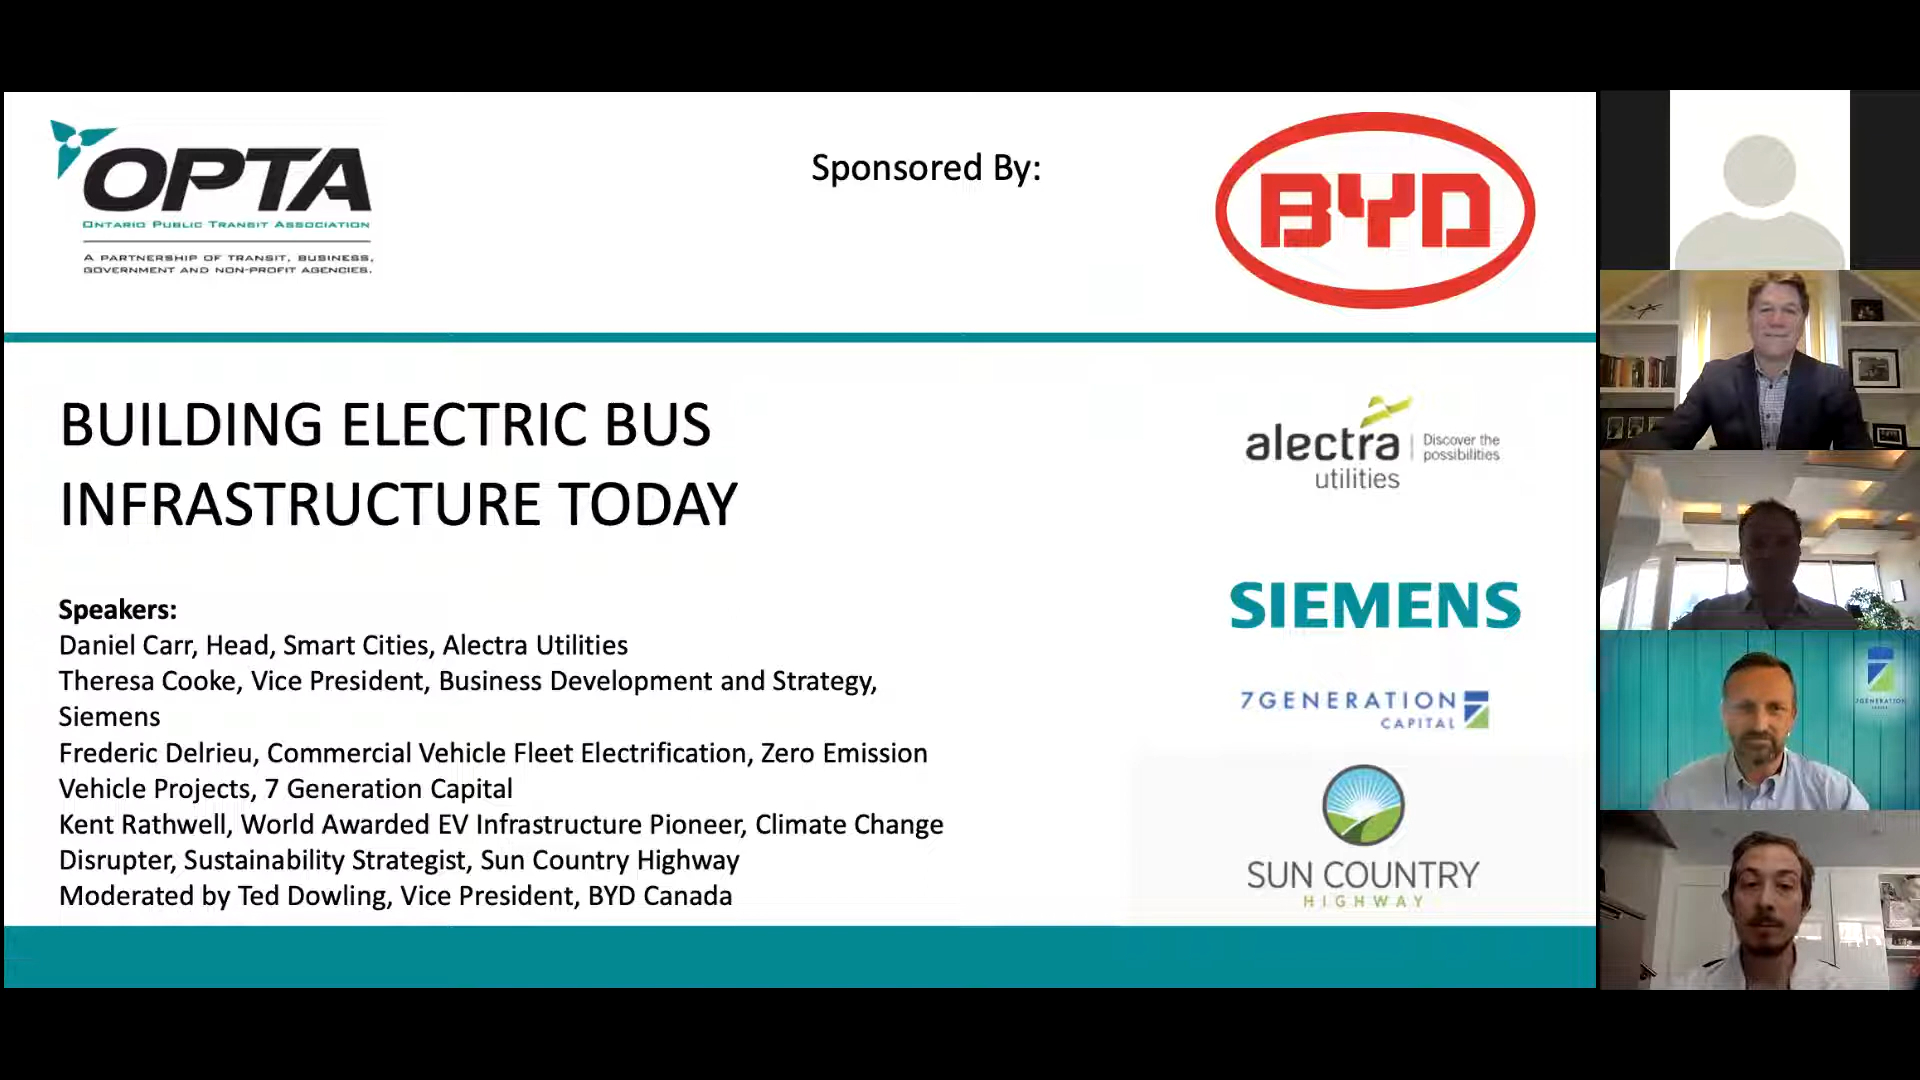 OPTA
ONTARIO PUBLIC TRANSIT ASSOCIATION
A PARTNERSHIP OF TRANSIT, BUSINESS,
GOVERNMENT AND NON-PROFIT AGENCIES.
Sponsored By:
BYD
BUILDING ELECTRIC BUS
INFRASTRUCTURE TODAY
Speakers:
Daniel Carr, Head, Smart Cities, Alectra Utilities
Theresa Cooke, Vice President, Business Development and Strategy,
Siemens
Frederic Delrieu, Commercial Vehicle Fleet Electrification, Zero Emission
Vehicle Projects, 7 Generation Capital
Kent Rathwell, World Awarded EV Infrastructure Pioneer, Climate Change
Disrupter, Sustainability Strategist, Sun Country Highway
Moderated by Ted Dowling, Vice President, BYD Canada
alectra
utilities
Discover the
possibilities
SIEMENS
7GENERATION
CAPITAL
7
SUN COUNTRY
HIGHWAY
7
7GENERATION